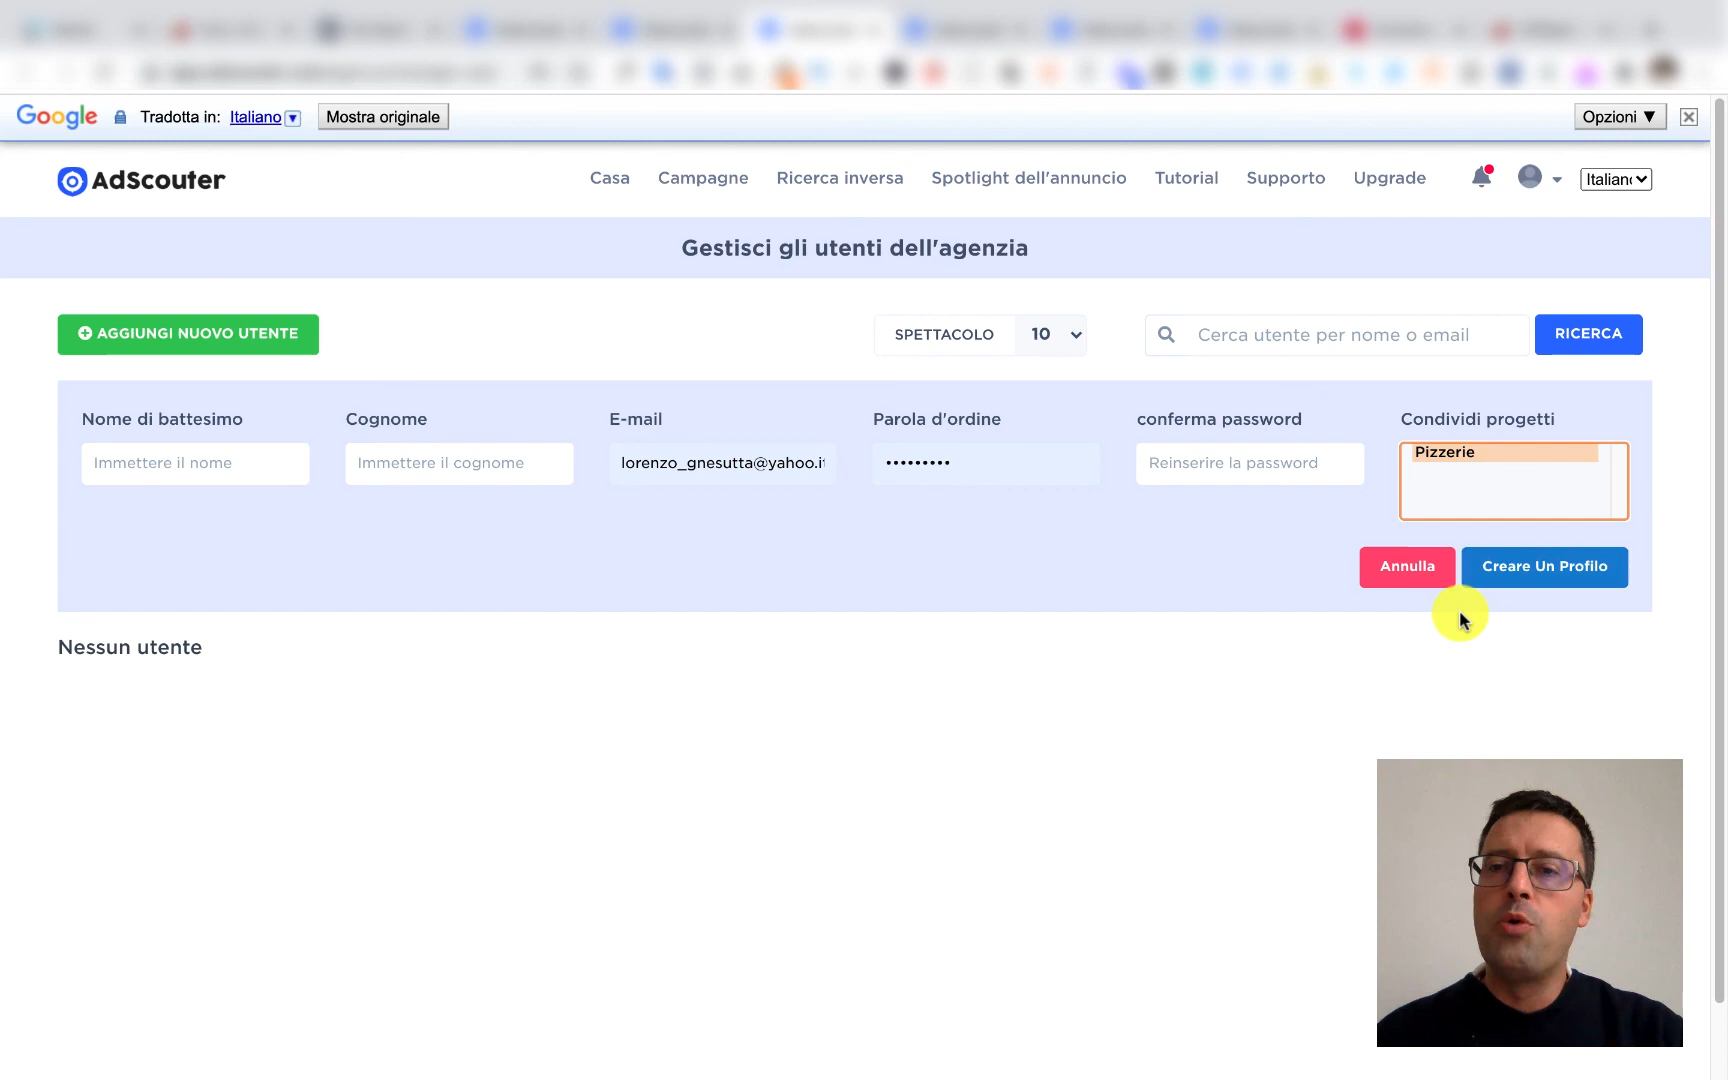 Google Tradotta in: Italiano Mostra originale Opzioni ▼
AdScouter Casa Campagne Ricerca inversa Spotlight dell'annuncio Tutorial Supporto Upgrade Italiano
Gestisci gli utenti dell'agenzia
AGGIUNGI NUOVO UTENTE SPETTACOLO 10 Cerca utente per nome o email RICERCA
Nome di battesimo Cognome E-mail Parola d'ordine conferma password Condividi progetti
Immettere il nome Immettere il cognome lorenzo_gnesutta@yahoo.it ••••••••• Reinserire la password Pizzerie
Annulla Creare Un Profilo
Nessun utente